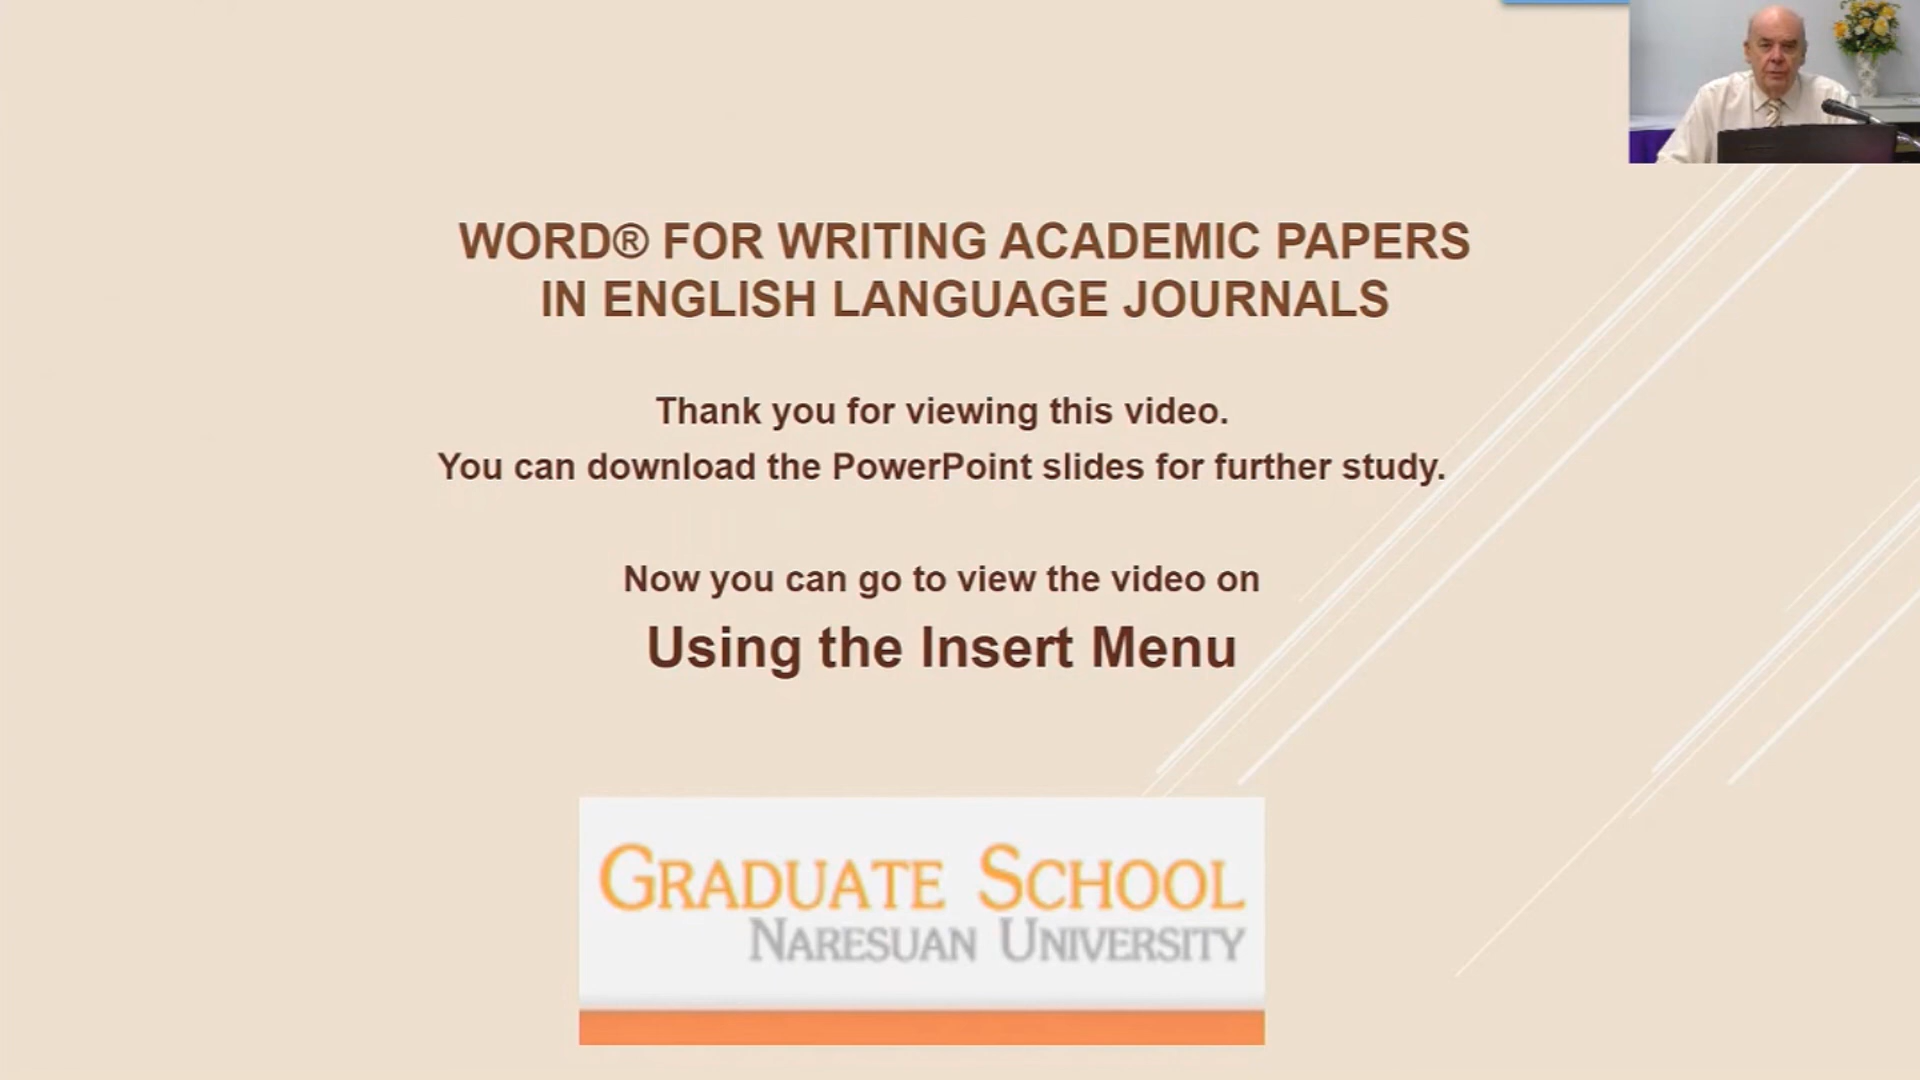 WORD® FOR WRITING ACADEMIC PAPERS
IN ENGLISH LANGUAGE JOURNALS
Thank you for viewing this video.
You can download the PowerPoint slides for further study.
Now you can go to view the video on
Using the Insert Menu
GRADUATE SCHOOL
NARESUAN UNIVERSITY